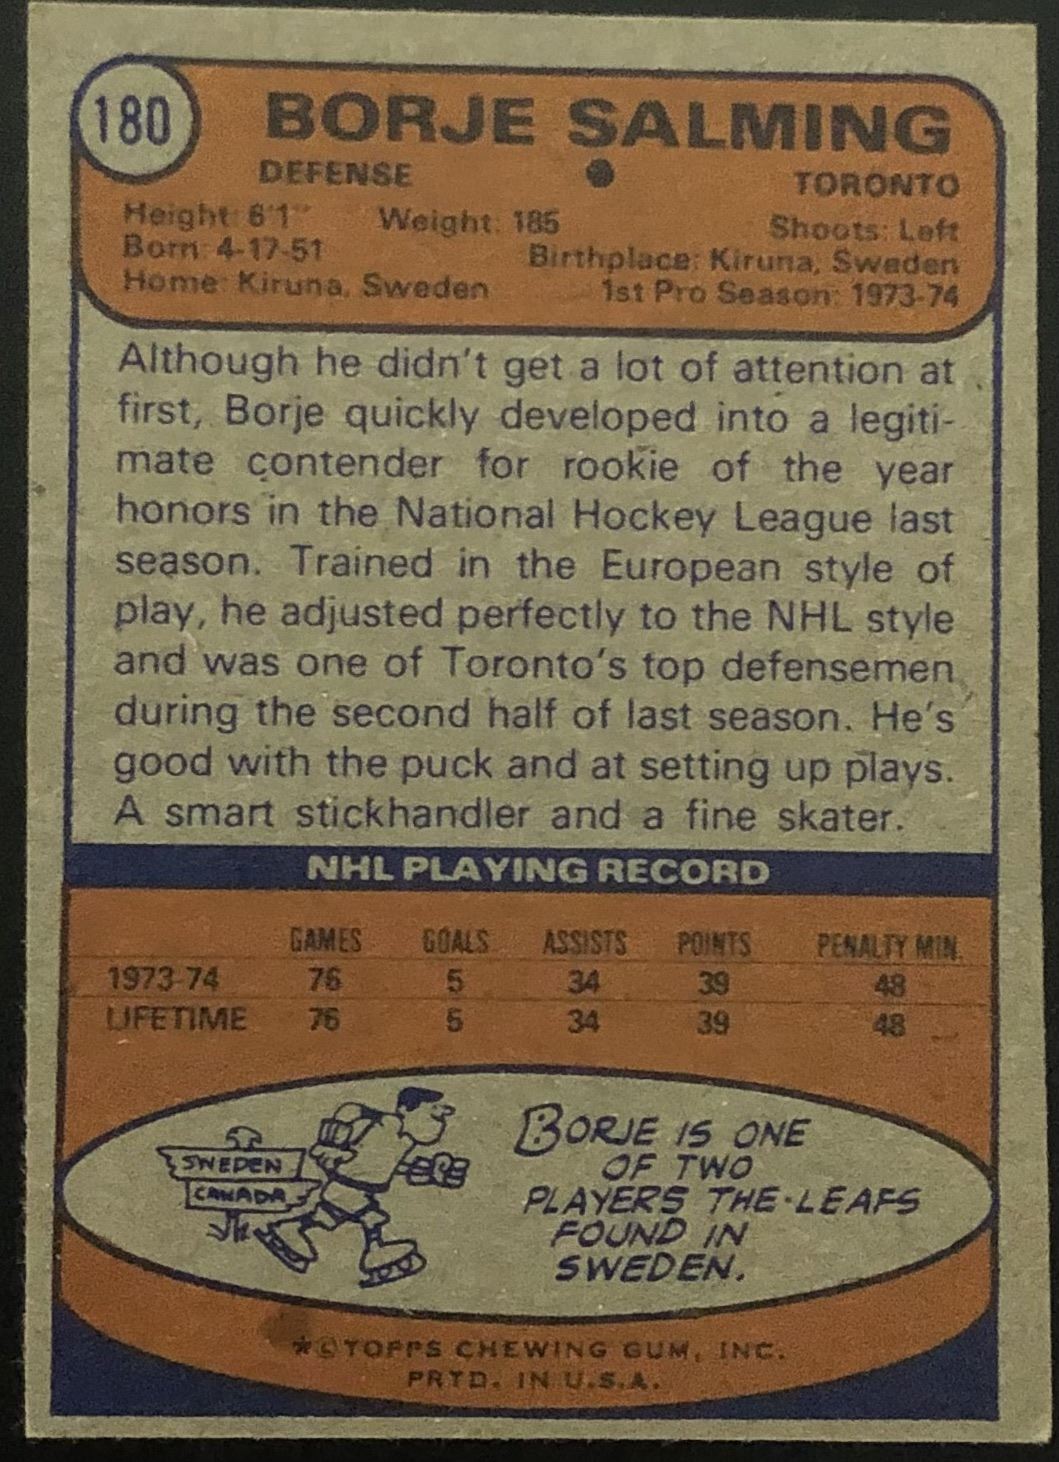 180
BORJE SALMING
DEFENSE
TORONTO
Height: 6'1" Weight: 185 Shoots: Left
Born: 4-17-51 Birthplace: Kiruna, Sweden
Home: Kiruna, Sweden 1st Pro Season: 1973-74
Although he didn't get a lot of attention at
first, Borje quickly developed into a legiti-
mate contender for rookie of the year
honors in the National Hockey League last
season. Trained in the European style of
play, he adjusted perfectly to the NHL style
and was one of Toronto's top defensemen
during the second half of last season. He's
good with the puck and at setting up plays.
A smart stickhandler and a fine skater.
NHL PLAYING RECORD
GAMES GOALS ASSISTS POINTS PENALTY MIN.
1973-74 76 5 34 39 48
LIFETIME 76 5 34 39 48
SWEDEN
CANADA
BORJE IS ONE
OF TWO
PLAYERS THE LEAFS
FOUND IN
SWEDEN.
*©TOPPS CHEWING GUM, INC.
PRTD. IN U.S.A.